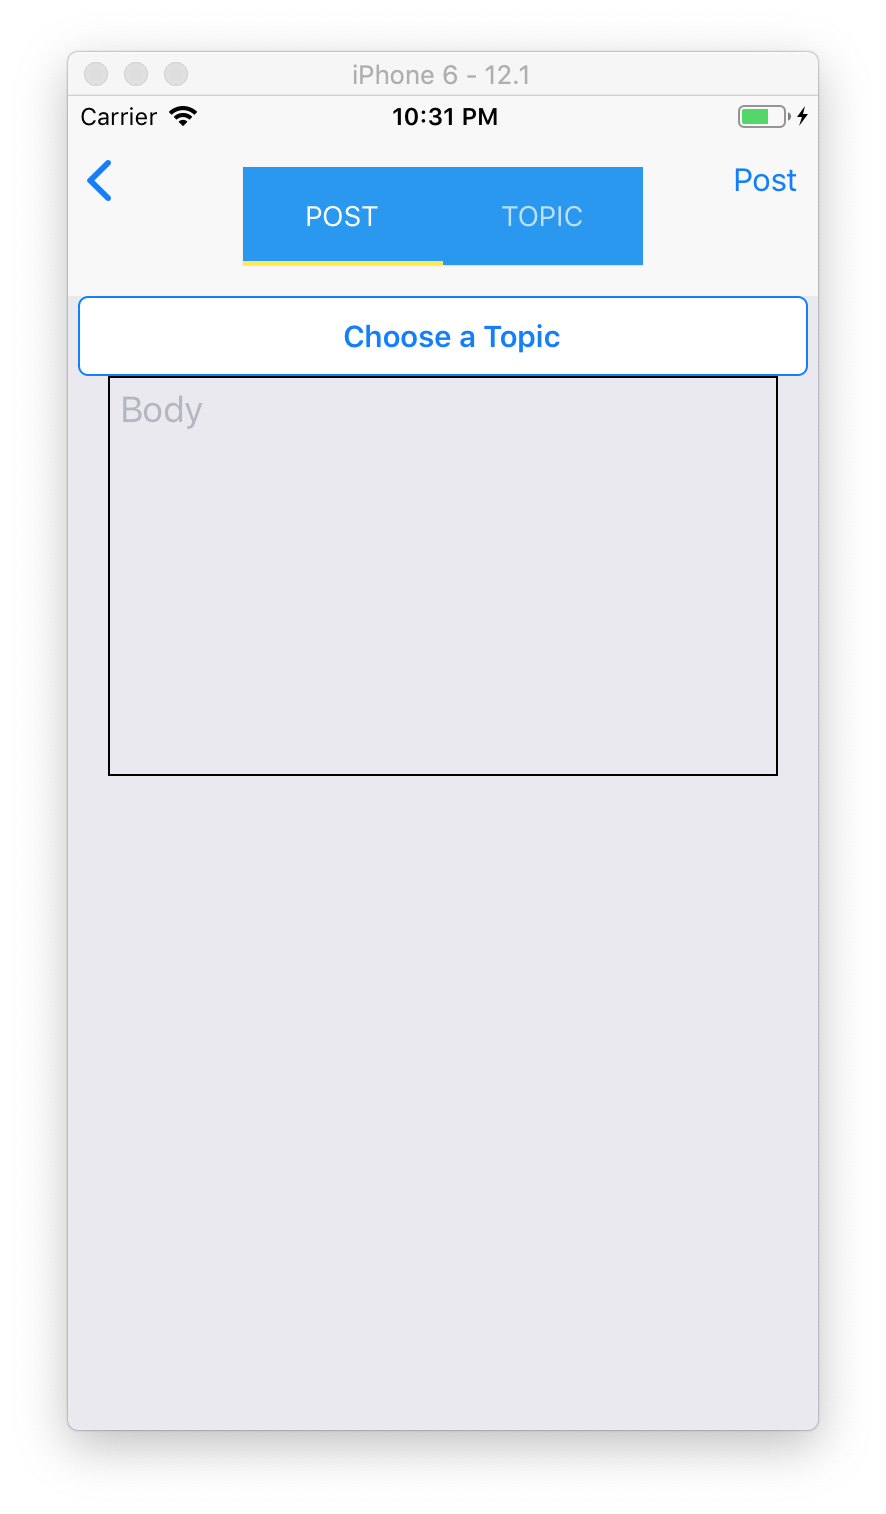 iPhone 6 - 12.1
Carrier 10:31 PM
Post
POST TOPIC
Choose a Topic
Body